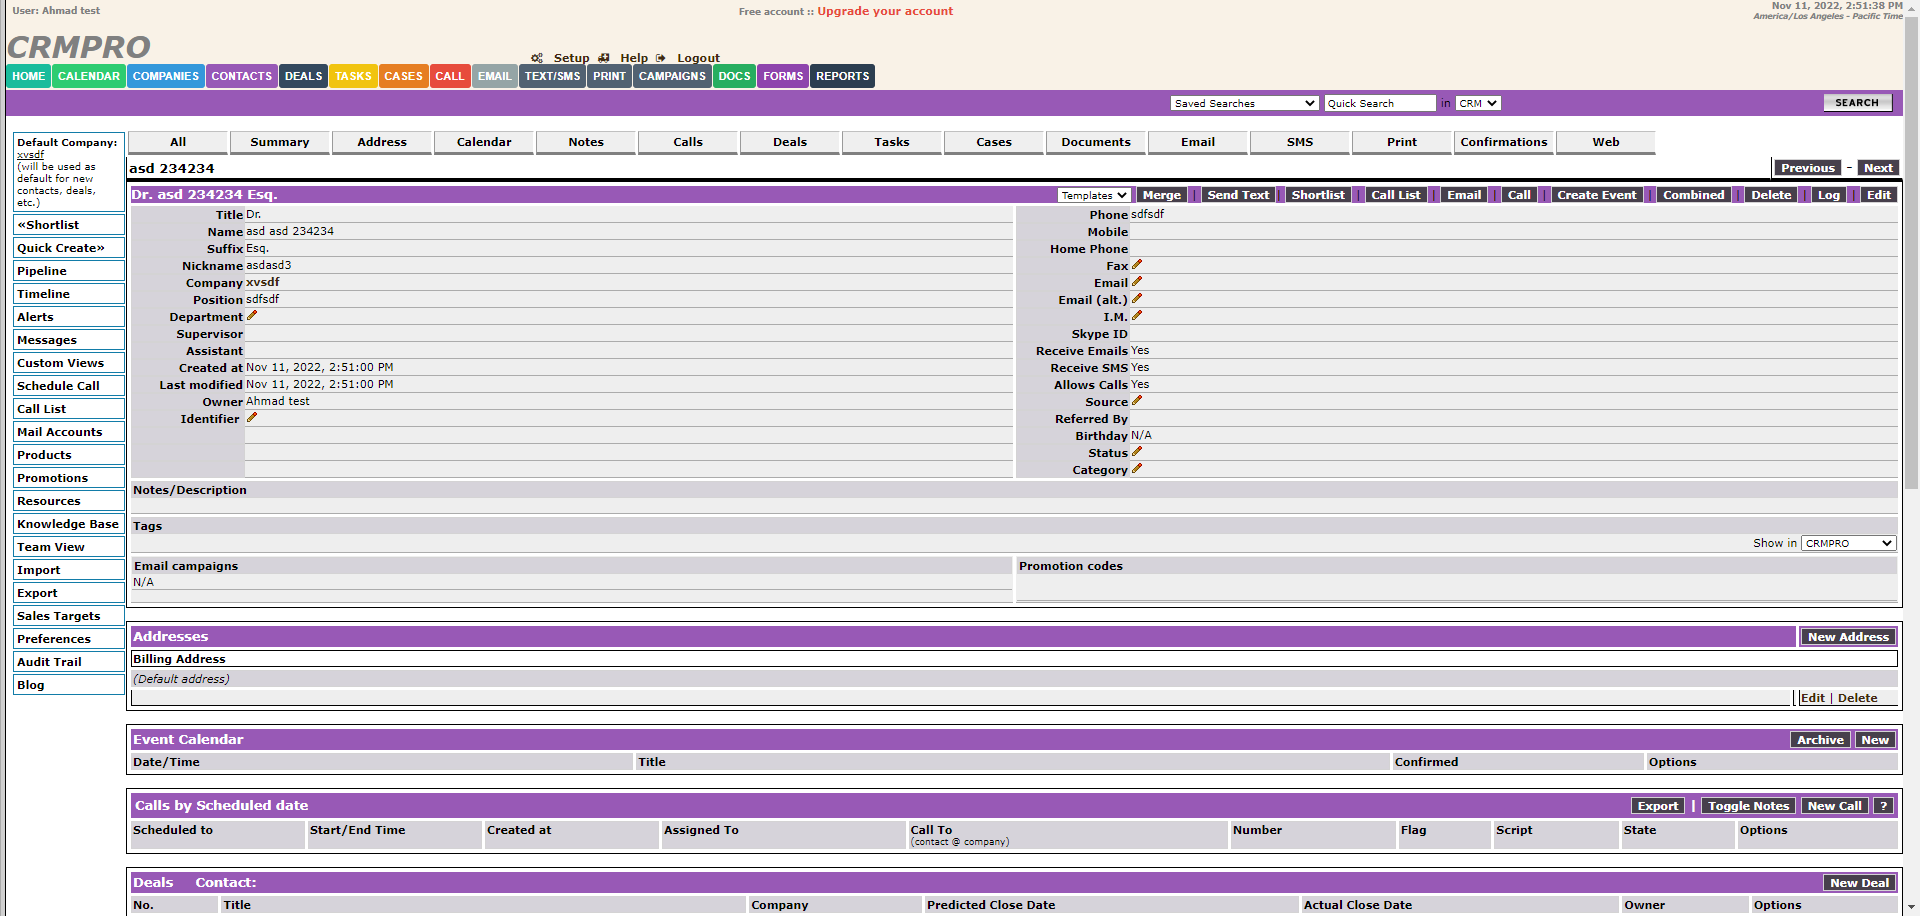 User: Ahmad test
Free account :: Upgrade your account
Nov 11, 2022, 2:51:38 PM
America/Los Angeles - Pacific Time
CRMPRO
Setup Help Logout
HOME CALENDAR COMPANIES CONTACTS DEALS TASKS CASES CALL EMAIL TEXT/SMS PRINT CAMPAIGNS DOCS FORMS REPORTS
Saved Searches Quick Search in CRM SEARCH
Default Company:
xvsdf
(will be used as
default for new
contacts, deals,
etc.)
«Shortlist
Quick Create»
Pipeline
Timeline
Alerts
Messages
Custom Views
Schedule Call
Call List
Mail Accounts
Products
Promotions
Resources
Knowledge Base
Team View
Import
Export
Sales Targets
Preferences
Audit Trail
Blog
All Summary Address Calendar Notes Calls Deals Tasks Cases Documents Email SMS Print Confirmations Web
asd 234234
Previous - Next
Dr. asd 234234 Esq.
Templates Merge | Send Text | Shortlist | Call List | Email | Call | Create Event | Combined | Delete | Log | Edit
Title Dr.
Name asd asd 234234
Suffix Esq.
Nickname asdasd3
Company xvsdf
Position sdfsdf
Department
Supervisor
Assistant
Created at Nov 11, 2022, 2:51:00 PM
Last modified Nov 11, 2022, 2:51:00 PM
Owner Ahmad test
Identifier
Phone sdfsdf
Mobile
Home Phone
Fax
Email
Email (alt.)
I.M.
Skype ID
Receive Emails Yes
Receive SMS Yes
Allows Calls Yes
Source
Referred By
Birthday N/A
Status
Category
Notes/Description
Tags
Show in CRMPRO
Email campaigns
N/A
Promotion codes
Addresses New Address
Billing Address
(Default address)
Edit | Delete
Event Calendar Archive New
Date/Time Title Confirmed Options
Calls by Scheduled date Export | Toggle Notes New Call ?
Scheduled to Start/End Time Created at Assigned To Call To Number Flag Script State Options
(contact @ company)
Deals Contact: New Deal
No. Title Company Predicted Close Date Actual Close Date Owner Options